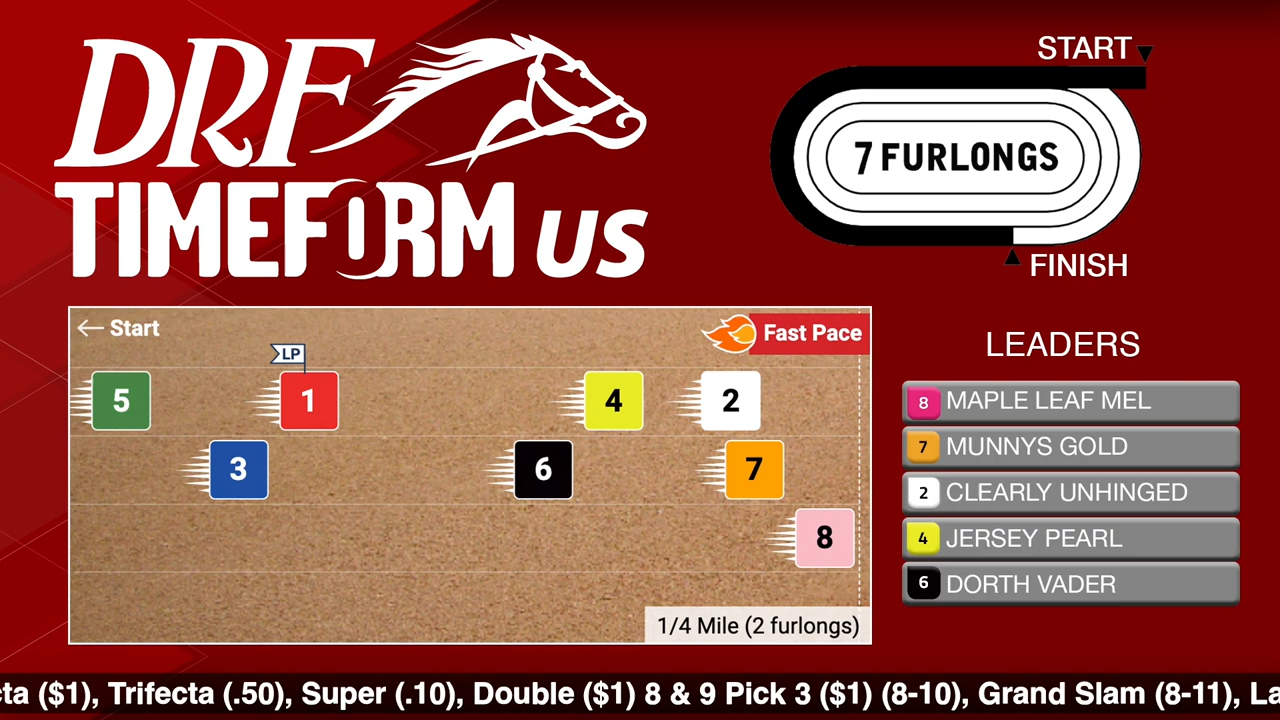 DRF
TIMEFORM US
START
7 FURLONGS
FINISH
← Start
Fast Pace
LP
5
1
4
2
3
6
7
8
1/4 Mile (2 furlongs)
LEADERS
8 MAPLE LEAF MEL
7 MUNNYS GOLD
2 CLEARLY UNHINGED
4 JERSEY PEARL
6 DORTH VADER
cta ($1), Trifecta (.50), Super (.10), Double ($1) 8 & 9 Pick 3 ($1) (8-10), Grand Slam (8-11), La